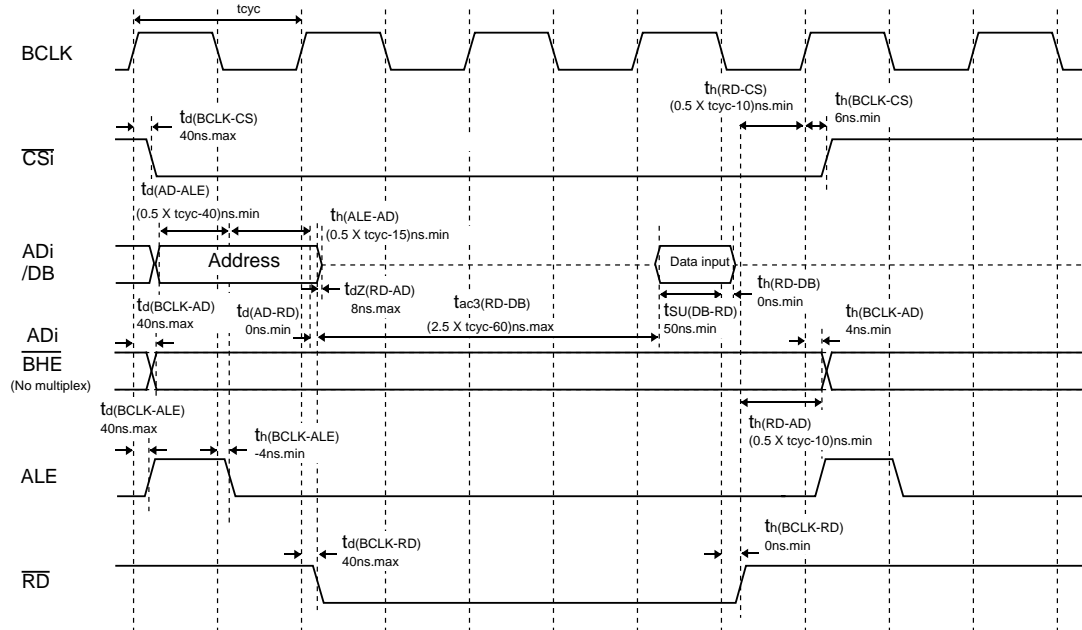 tcyc
BCLK
th(RD-CS)
(0.5 X tcyc-10)ns.min
th(BCLK-CS)
6ns.min
td(BCLK-CS)
40ns.max
CSi
td(AD-ALE)
(0.5 X tcyc-40)ns.min
th(ALE-AD)
(0.5 X tcyc-15)ns.min
ADi
/DB
Address
Data input
td(BCLK-AD)
40ns.max
td(AD-RD)
0ns.min
tdZ(RD-AD)
8ns.max
tac3(RD-DB)
(2.5 X tcyc-60)ns.max
tSU(DB-RD)
50ns.min
th(RD-DB)
0ns.min
th(BCLK-AD)
4ns.min
ADi
BHE
(No multiplex)
td(BCLK-ALE)
40ns.max
th(BCLK-ALE)
-4ns.min
th(RD-AD)
(0.5 X tcyc-10)ns.min
ALE
td(BCLK-RD)
40ns.max
th(BCLK-RD)
0ns.min
RD